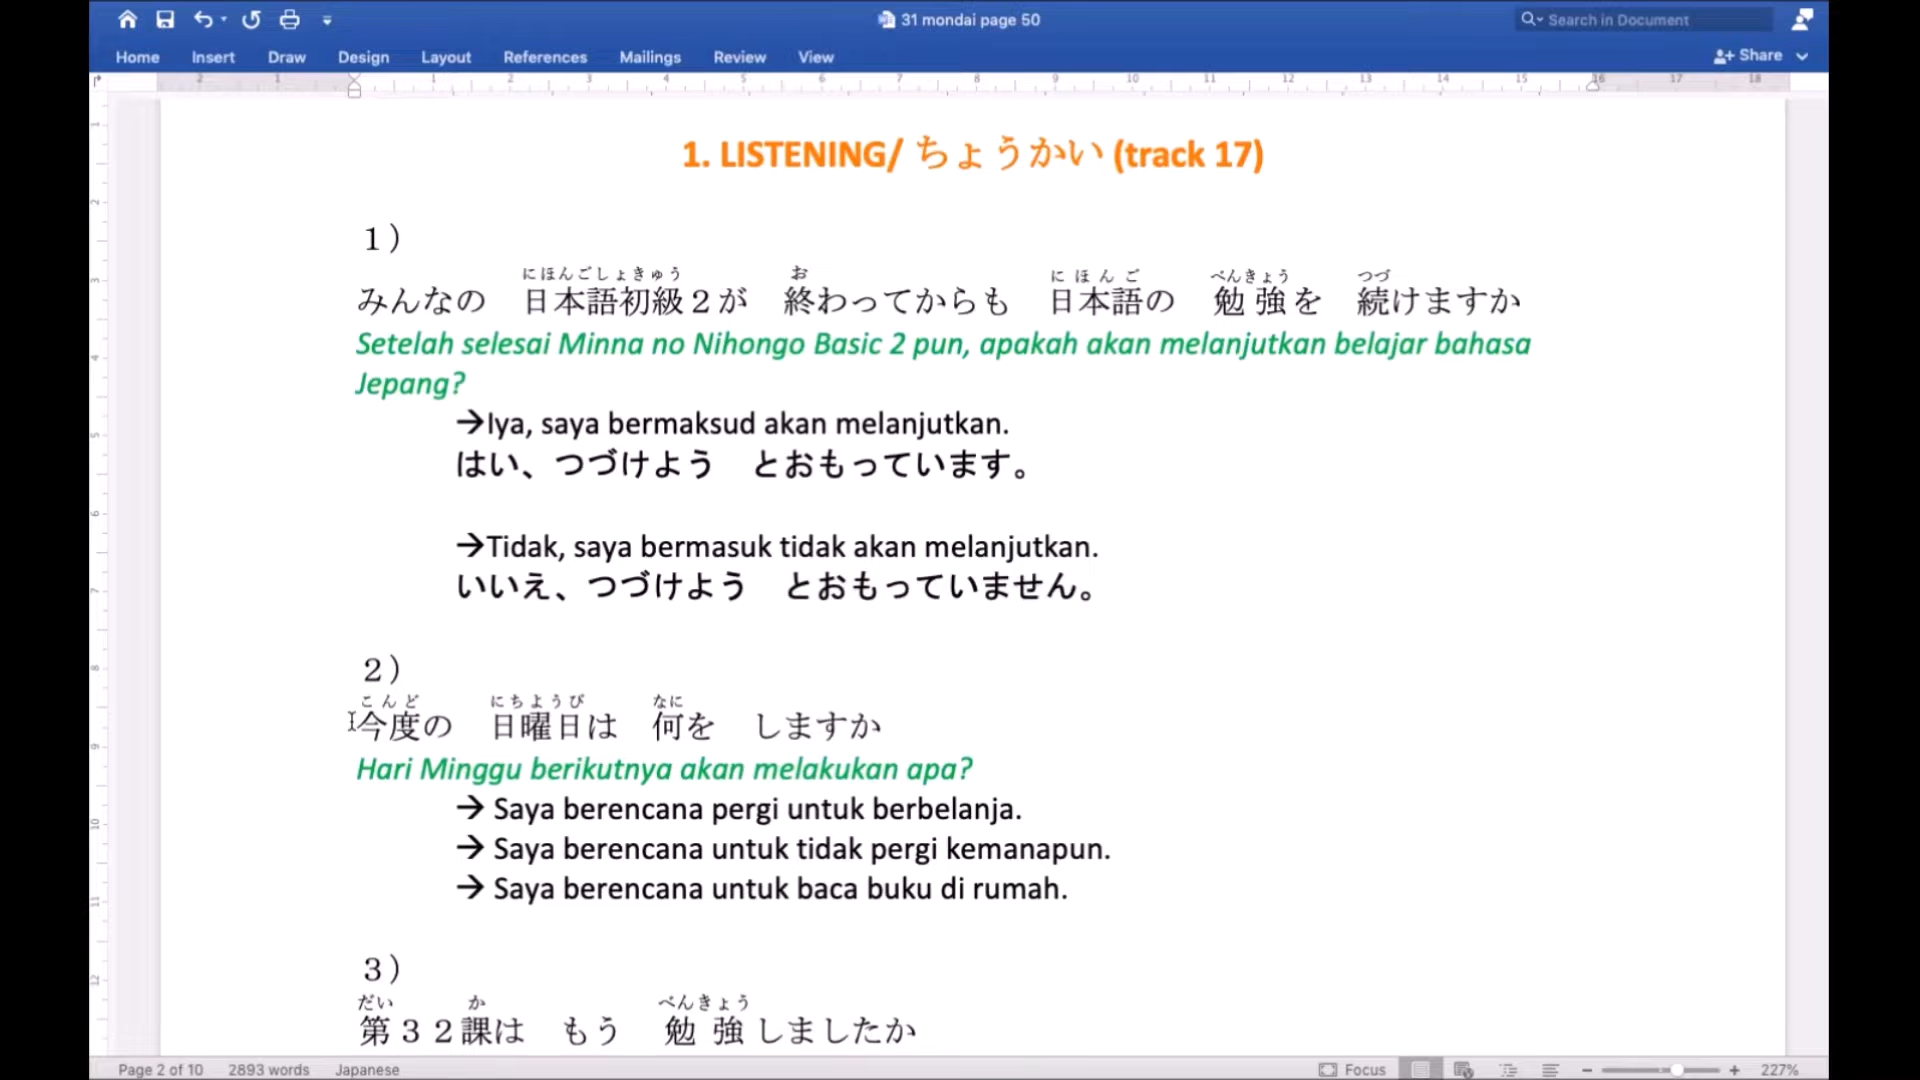 31 mondai page 50
Search in Document
Home Insert Draw Design Layout References Mailings Review View
Share
1. LISTENING/ ちょうかい (track 17)
1）
にほんごしょきゅう お にほんご べんきょう つづ
みんなの 日本語初級２が 終わってからも 日本語の 勉強を 続けますか
Setelah selesai Minna no Nihongo Basic 2 pun, apakah akan melanjutkan belajar bahasa
Jepang?
→Iya, saya bermaksud akan melanjutkan.
はい、つづけよう とおもっています。
→Tidak, saya bermasuk tidak akan melanjutkan.
いいえ、つづけよう とおもっていません。
2）
こんど にちようび なに
今度の 日曜日は 何を しますか
Hari Minggu berikutnya akan melakukan apa?
→ Saya berencana pergi untuk berbelanja.
→ Saya berencana untuk tidak pergi kemanapun.
→ Saya berencana untuk baca buku di rumah.
3）
だい か べんきょう
第３２課は もう 勉強しましたか
Page 2 of 10 2893 words Japanese
Focus
227%